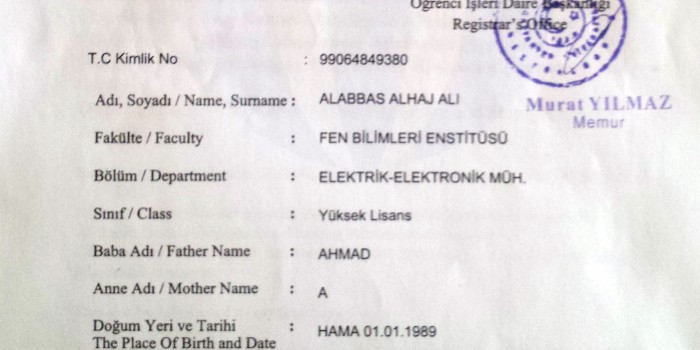 Öğrenci İşleri Daire Başkanlığı
Registrar's Office
T.C Kimlik No : 99064849380
Adı, Soyadı / Name, Surname : ALABBAS ALHAJ ALI
Murat YILMAZ
Memur
Fakülte / Faculty : FEN BİLİMLERİ ENSTİTÜSÜ
Bölüm / Department : ELEKTRİK-ELEKTRONİK MÜH.
Sınıf / Class : Yüksek Lisans
Baba Adı / Father Name : AHMAD
Anne Adı / Mother Name : A
Doğum Yeri ve Tarihi : HAMA 01.01.1989
The Place Of Birth and Date